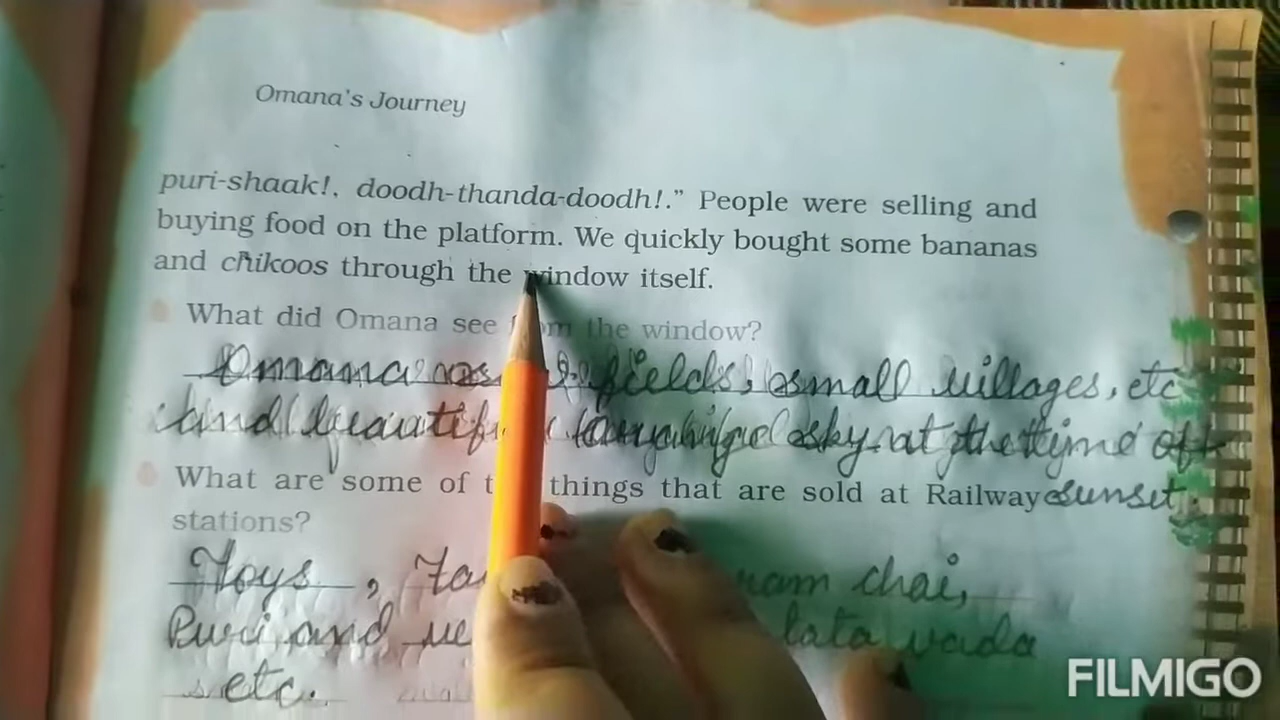 Omana's Journey
puri-shaak!, doodh-thanda-doodh!." People were selling and
buying food on the platform. We quickly bought some bananas
and chikoos through the window itself.
What did Omana see from the window?
Omana fields, small villages, etc
and sky at the time of
What are some of things that are sold at Railway sunset.
stations?
Toys, chai,
Puri and vada
etc.
FILMIGO